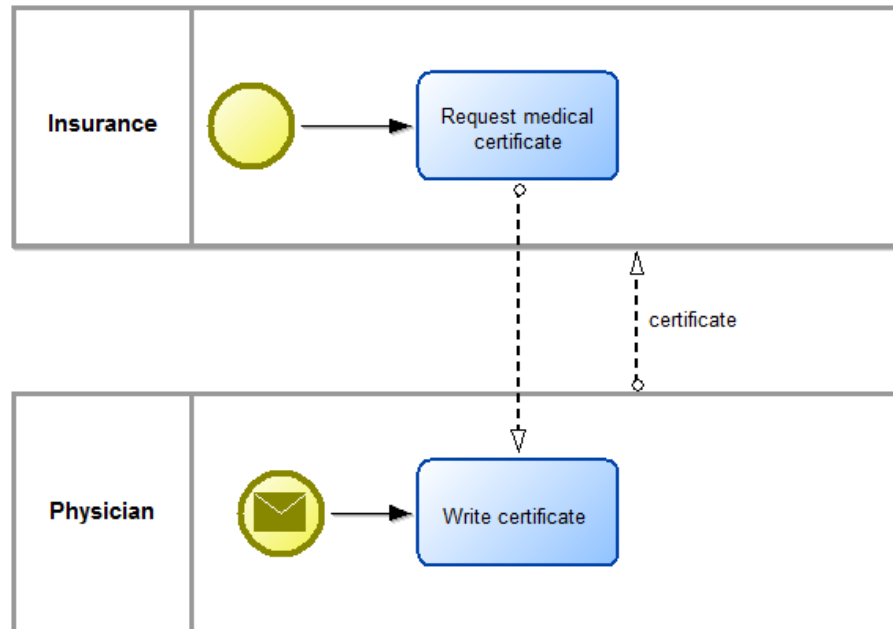 Insurance
Request medical
certificate
certificate
Physician
Write certificate